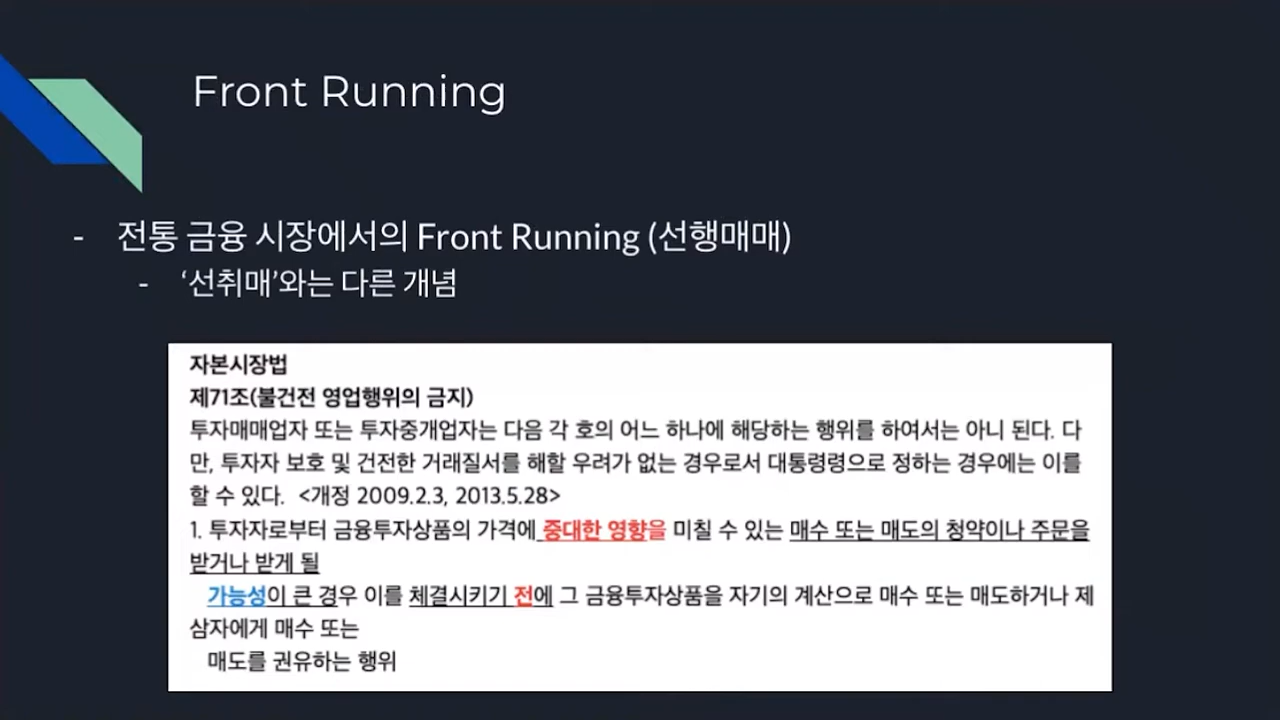 Front Running
- 전통 금융 시장에서의 Front Running (선행매매)
- ‘선취매’와는 다른 개념
자본시장법
제71조(불건전 영업행위의 금지)
투자매매업자 또는 투자중개업자는 다음 각 호의 어느 하나에 해당하는 행위를 하여서는 아니 된다. 다
만, 투자자 보호 및 건전한 거래질서를 해할 우려가 없는 경우로서 대통령령으로 정하는 경우에는 이를
할 수 있다. <개정 2009.2.3, 2013.5.28>
1. 투자자로부터 금융투자상품의 가격에 중대한 영향을 미칠 수 있는 매수 또는 매도의 청약이나 주문을
받거나 받게 될
가능성이 큰 경우 이를 체결시키기 전에 그 금융투자상품을 자기의 계산으로 매수 또는 매도하거나 제
삼자에게 매수 또는
매도를 권유하는 행위